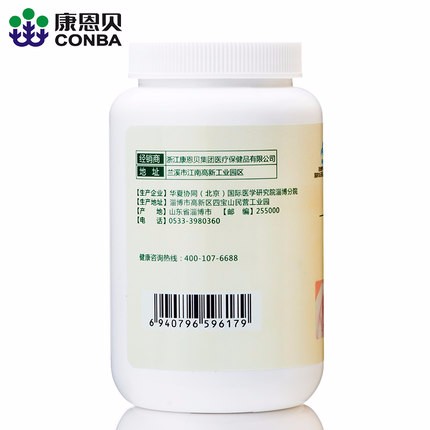 康恩贝
CONBA
经销商 浙江康恩贝集团医疗保健品有限公司
地 址 兰溪市江南高新工业园区
【生产企业】华夏协同（北京）国际医学研究院淄博分院
【生产地址】淄博市高新区四宝山民营工业园
【产 地】山东省淄博市 【邮 编】255000
【电 话】0533-3980360
健康咨询热线：400-107-6688
6 940796 596179